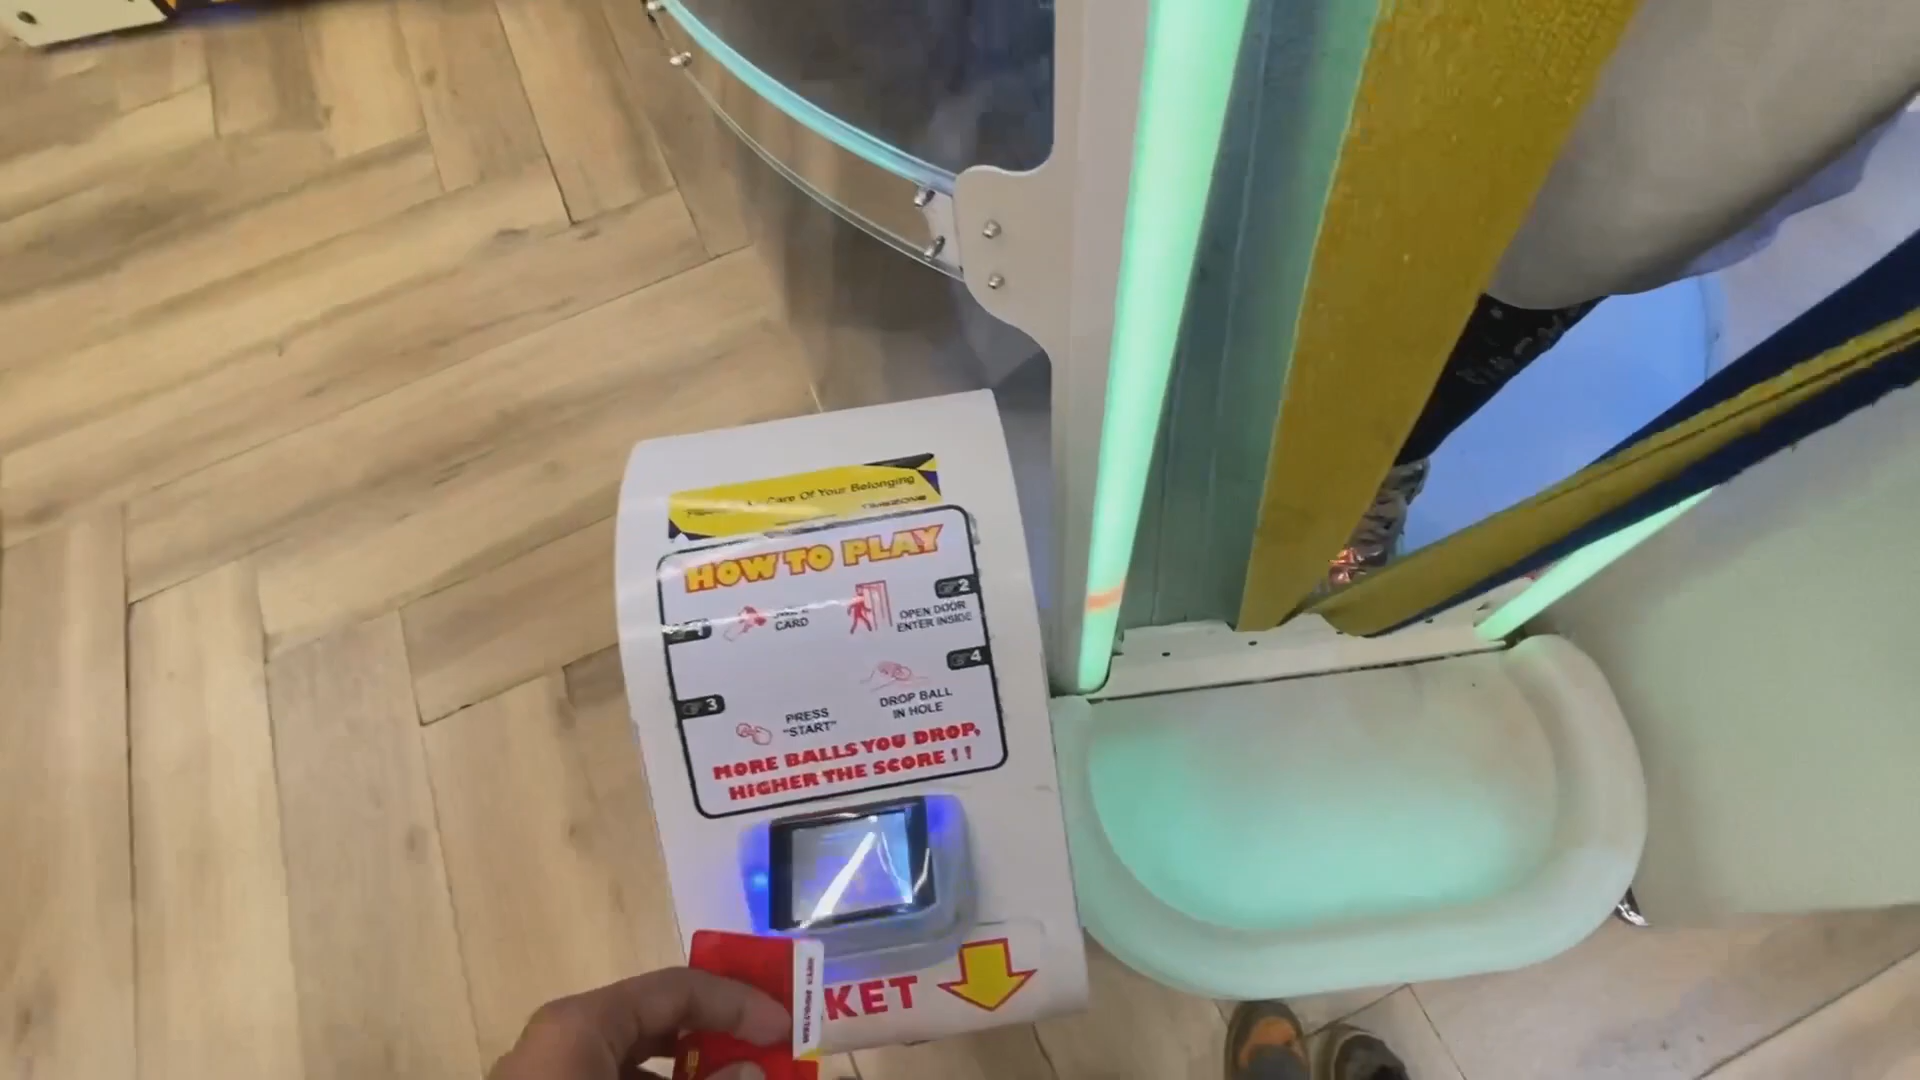 Care Of Your Belonging
HOW TO PLAY
CARD
2
OPEN DOOR
ENTER INSIDE
3
PRESS
"START"
4
DROP BALL
IN HOLE
MORE BALLS YOU DROP,
HIGHER THE SCORE!!
KET